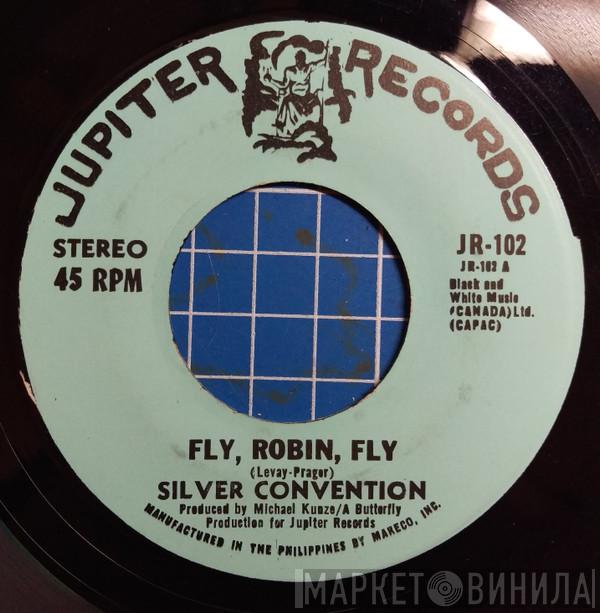 JUPITER RECORDS
STEREO
45 RPM
JR-102
JR-102 A
Black and
White Music
(CANADA) Ltd.
(CAPAC)
FLY, ROBIN, FLY
(Levay-Prager)
SILVER CONVENTION
Produced by Michael Kunze/A Butterfly
Production for Jupiter Records
MANUFACTURED IN THE PHILIPPINES BY MARECO, INC.
МАРКЕТ ВИНИЛА